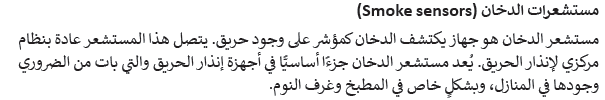 مستشعرات الدخان (Smoke sensors)
مستشعر الدخان هو جهاز يكتشف الدخان كمؤشر على وجود حريق. يتصل هذا المستشعر عادة بنظام
مركزي لإنذار الحريق. يُعد مستشعر الدخان جزءًا أساسيًّا في أجهزة إنذار الحريق والتي بات من الضروري
وجودها في المنازل، وبشكلٍ خاص في المطبخ وغرف النوم.